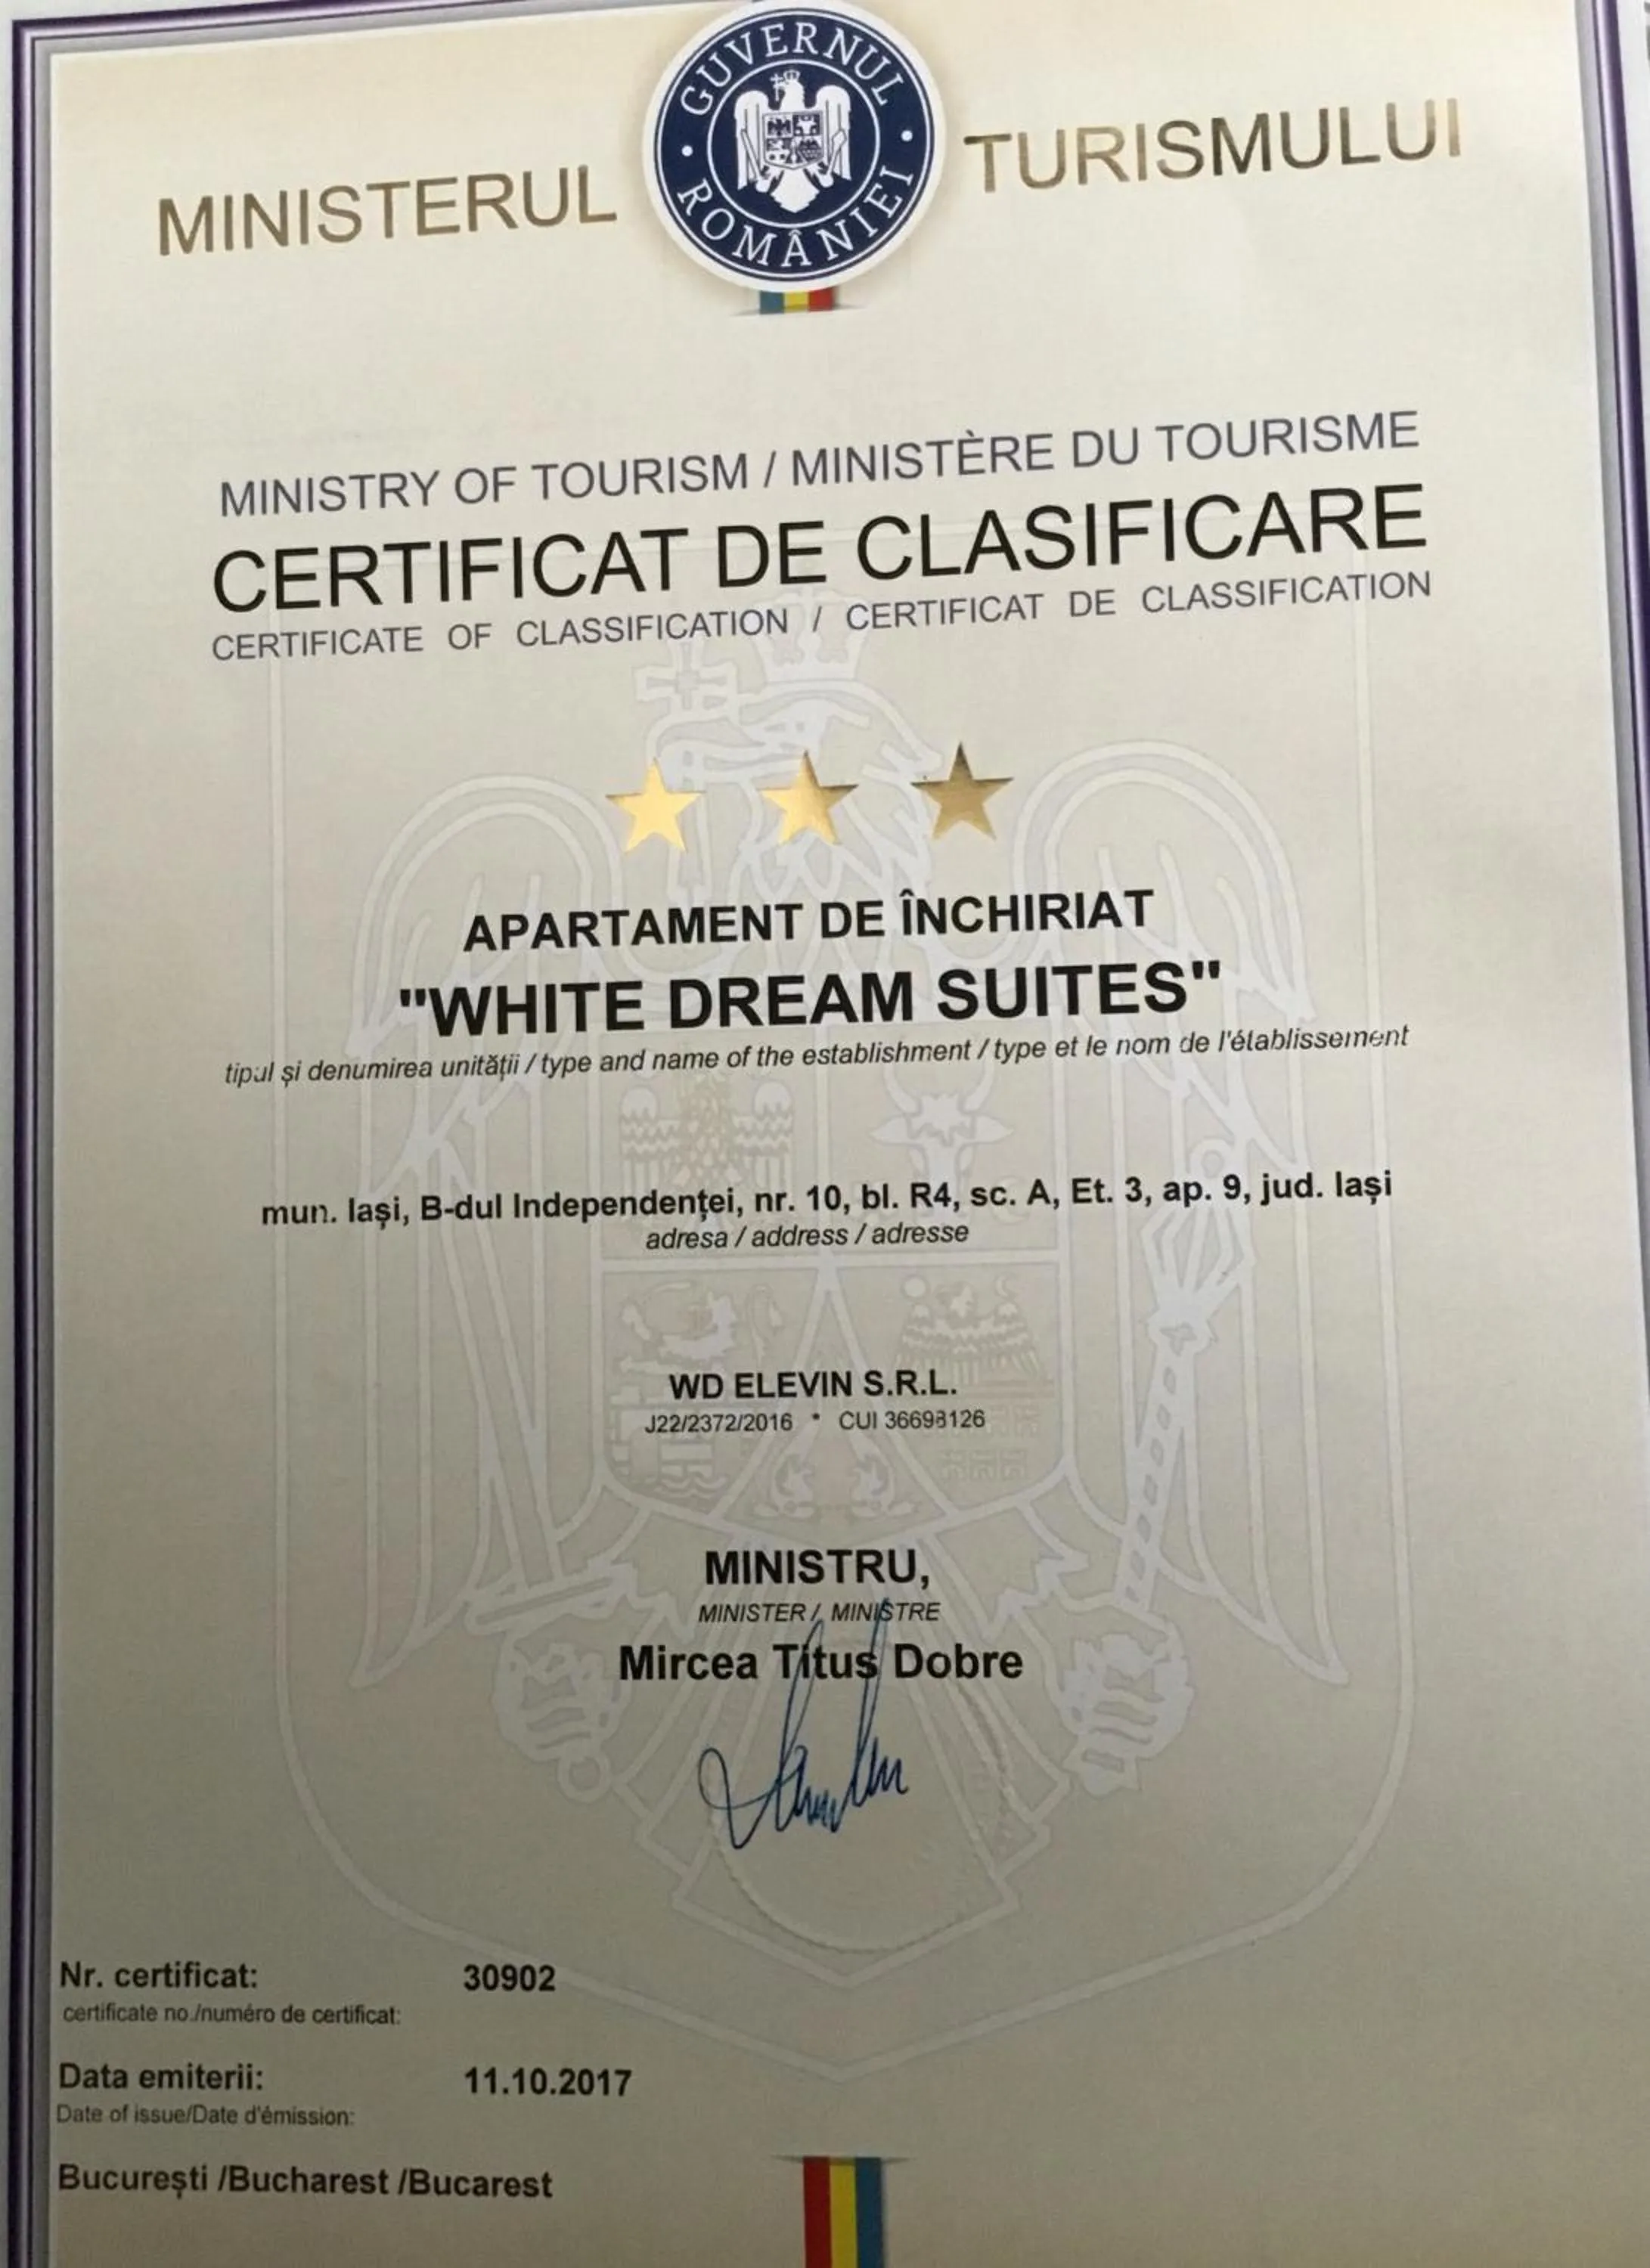 GUVERNUL ROMÂNIEI
MINISTERUL TURISMULUI
MINISTRY OF TOURISM / MINISTÈRE DU TOURISME
CERTIFICAT DE CLASIFICARE
CERTIFICATE OF CLASSIFICATION / CERTIFICAT DE CLASSIFICATION
APARTAMENT DE ÎNCHIRIAT
"WHITE DREAM SUITES"
tipul și denumirea unității / type and name of the establishment / type et le nom de l'établissement
mun. Iași, B-dul Independenței, nr. 10, bl. R4, sc. A, Et. 3, ap. 9, jud. Iași
adresa / address / adresse
WD ELEVIN S.R.L.
J22/2372/2016 * CUI 36698126
MINISTRU,
MINISTER / MINISTRE
Mircea Titus Dobre
Nr. certificat: 30902
certificate no./numéro de certificat:
Data emiterii: 11.10.2017
Date of issue/Date d'émission:
București /Bucharest /Bucarest